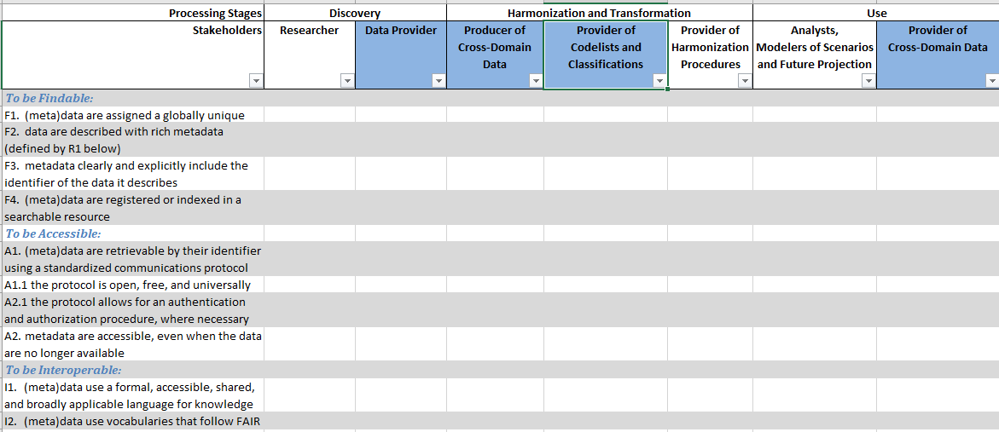 Processing Stages Discovery Harmonization and Transformation Use
Stakeholders Researcher Data Provider Producer of Provider of Provider of Analysts, Provider of
Cross-Domain Codelists and Harmonization Modelers of Scenarios Cross-Domain Data
Data Classifications Procedures and Future Projection
To be Findable:
F1. (meta)data are assigned a globally unique
F2. data are described with rich metadata
(defined by R1 below)
F3. metadata clearly and explicitly include the
identifier of the data it describes
F4. (meta)data are registered or indexed in a
searchable resource
To be Accessible:
A1. (meta)data are retrievable by their identifier
using a standardized communications protocol
A1.1 the protocol is open, free, and universally
A2.1 the protocol allows for an authentication
and authorization procedure, where necessary
A2. metadata are accessible, even when the data
are no longer available
To be Interoperable:
I1. (meta)data use a formal, accessible, shared,
and broadly applicable language for knowledge
I2. (meta)data use vocabularies that follow FAIR